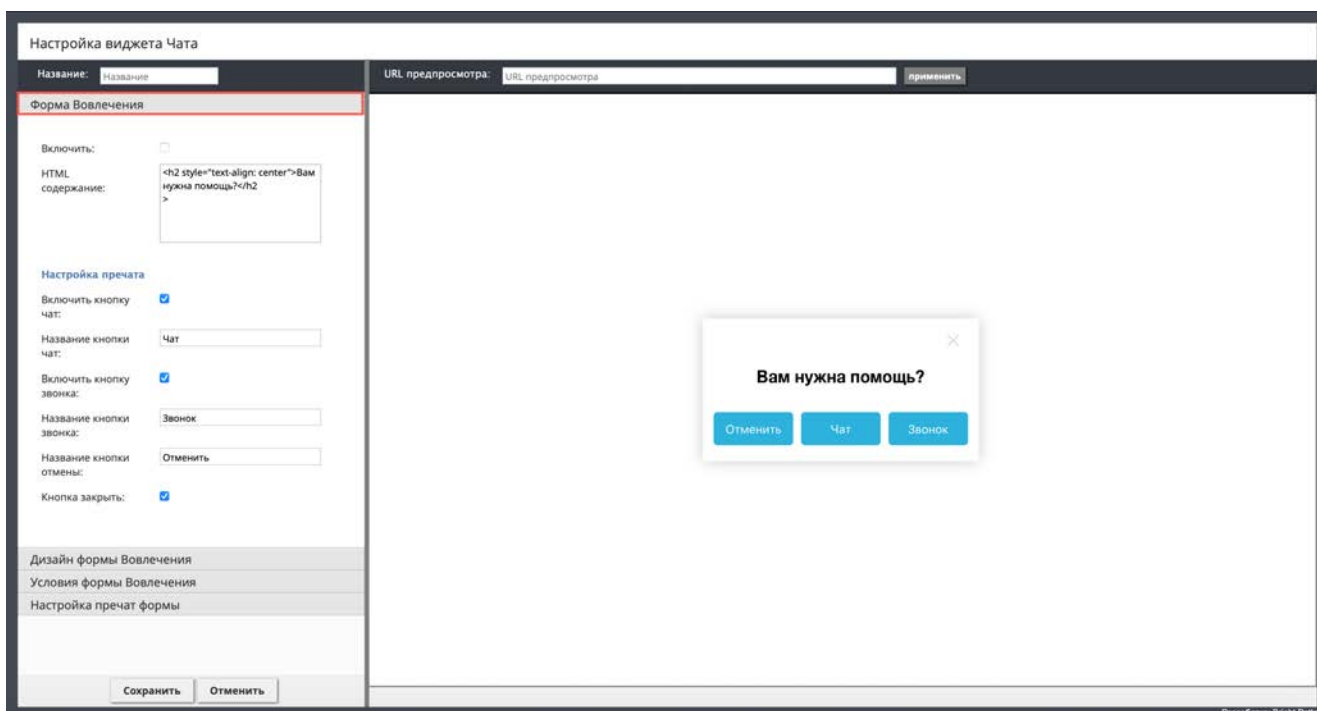 Настройка виджета Чата
Название: Название
URL предпросмотра: URL предпросмотра применить
Форма Вовлечения
Включить:
HTML
содержание:
<h2 style="text-align: center">Вам
нужна помощь?</h2
>
Настройка пречата
Включить кнопку
чат:
Название кнопки
чат:
Чат
Включить кнопку
звонка:
Название кнопки
звонка:
Звонок
Название кнопки
отмены:
Отменить
Кнопка закрыть:
Дизайн формы Вовлечения
Условия формы Вовлечения
Настройка пречат формы
Сохранить Отменить
Вам нужна помощь?
Отменить Чат Звонок